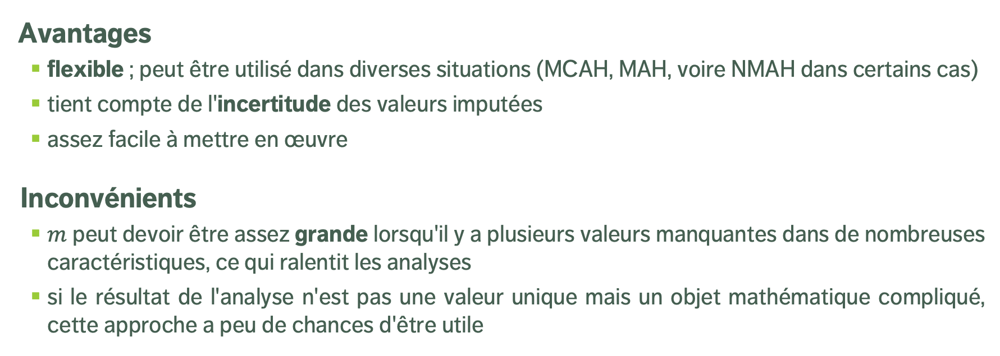 Avantages
▪ flexible ; peut être utilisé dans diverses situations (MCAH, MAH, voire NMAH dans certains cas)
▪ tient compte de l'incertitude des valeurs imputées
▪ assez facile à mettre en œuvre
Inconvénients
▪ m peut devoir être assez grande lorsqu'il y a plusieurs valeurs manquantes dans de nombreuses
caractéristiques, ce qui ralentit les analyses
▪ si le résultat de l'analyse n'est pas une valeur unique mais un objet mathématique compliqué,
cette approche a peu de chances d'être utile